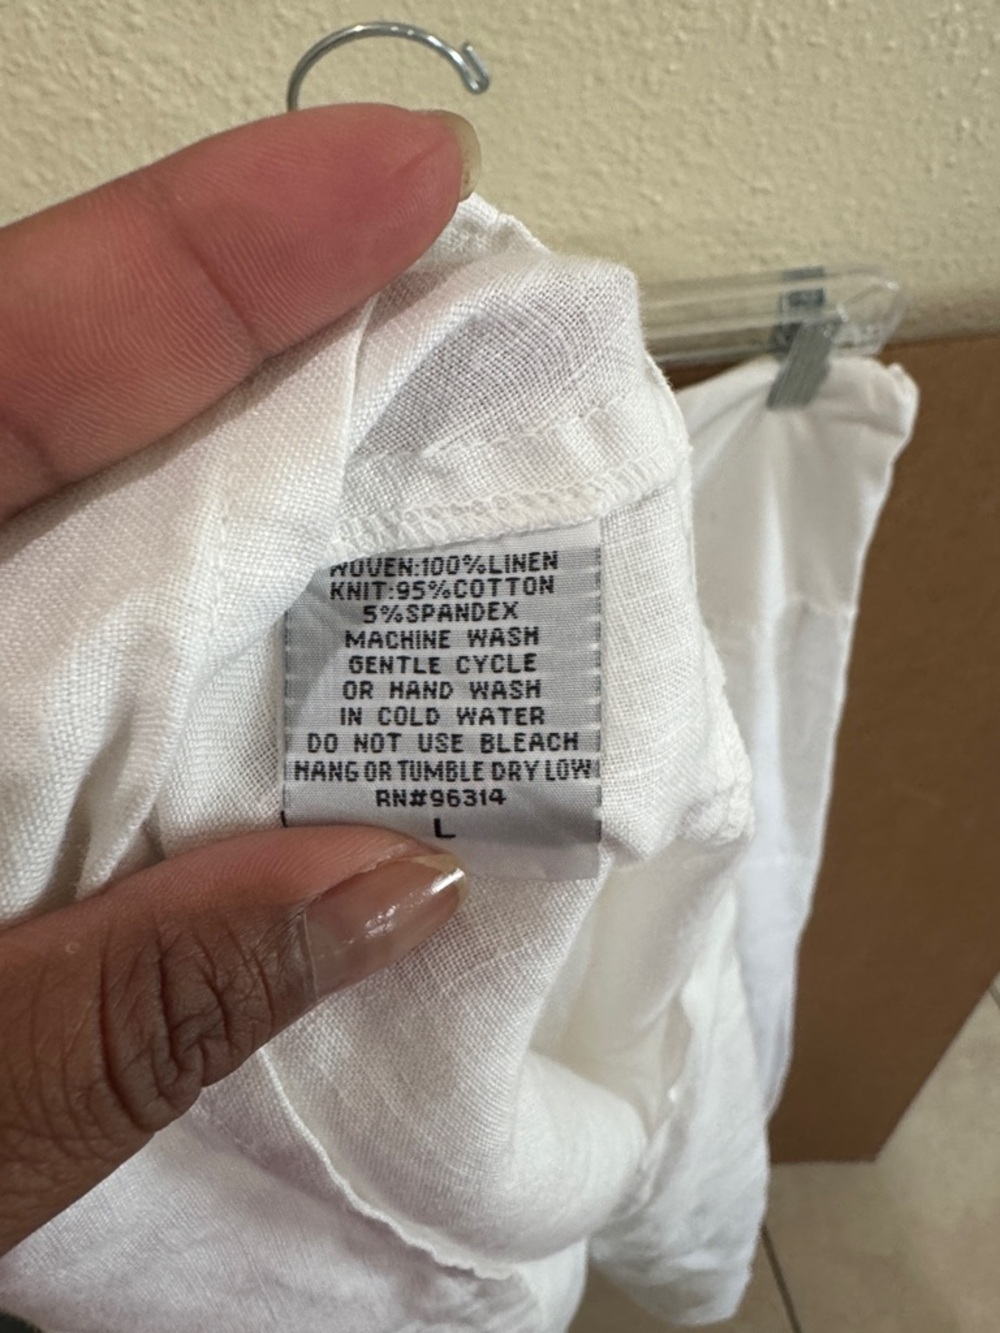 WOVEN:100%LINEN
KNIT:95%COTTON
5%SPANDEX
MACHINE WASH
GENTLE CYCLE
OR HAND WASH
IN COLD WATER
DO NOT USE BLEACH
HANG OR TUMBLE DRY LOW
RN#96314
L